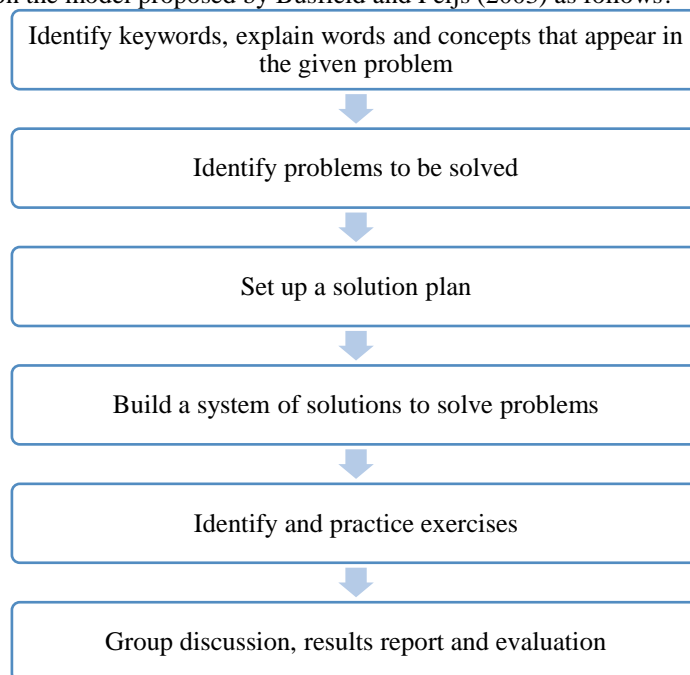 on the model proposed by Busfield and Peijs (2003) as follows:
Identify keywords, explain words and concepts that appear in
the given problem
Identify problems to be solved
Set up a solution plan
Build a system of solutions to solve problems
Identify and practice exercises
Group discussion, results report and evaluation